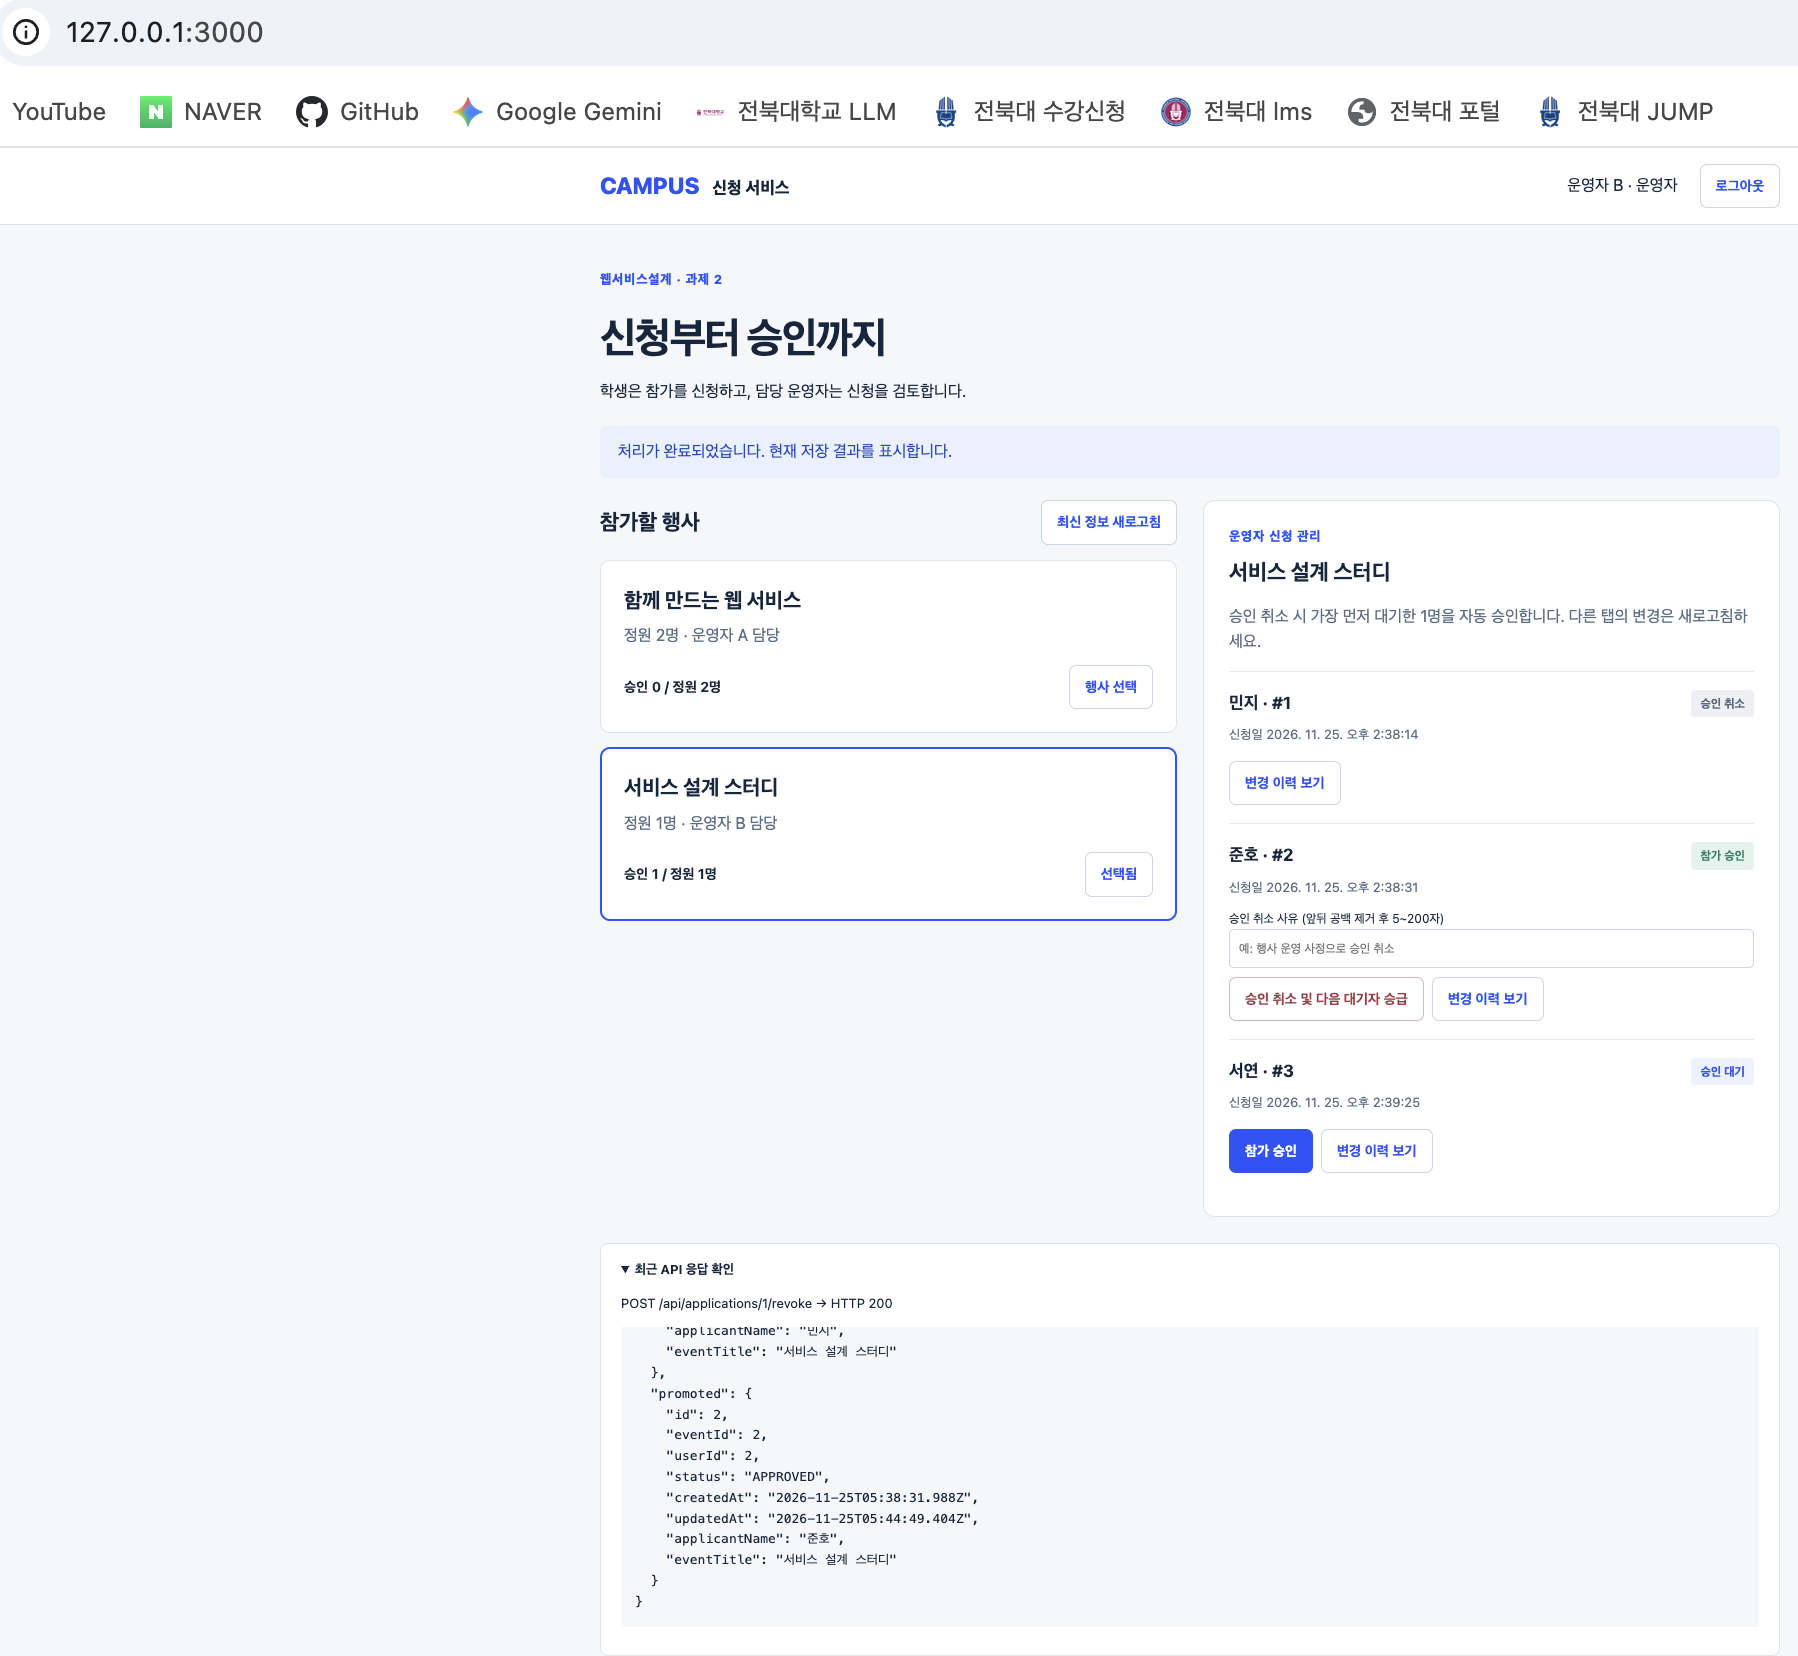 127.0.0.1:3000
YouTube
NAVER
GitHub
Google Gemini
전북대학교 LLM
전북대 수강신청
전북대 lms
전북대 포털
전북대 JUMP
CAMPUS 신청 서비스
운영자 B · 운영자
로그아웃
웹서비스설계 · 과제 2
신청부터 승인까지
학생은 참가를 신청하고, 담당 운영자는 신청을 검토합니다.
처리가 완료되었습니다. 현재 저장 결과를 표시합니다.
참가할 행사
최신 정보 새로고침
함께 만드는 웹 서비스
정원 2명 · 운영자 A 담당
승인 0 / 정원 2명
행사 선택
서비스 설계 스터디
정원 1명 · 운영자 B 담당
승인 1 / 정원 1명
선택됨
운영자 신청 관리
서비스 설계 스터디
승인 취소 시 가장 먼저 대기한 1명을 자동 승인합니다. 다른 탭의 변경은 새로고침하
세요.
민지 · #1
승인 취소
신청일 2026. 11. 25. 오후 2:38:14
변경 이력 보기
준호 · #2
참가 승인
신청일 2026. 11. 25. 오후 2:38:31
승인 취소 사유 (앞뒤 공백 제거 후 5~200자)
예: 행사 운영 사정으로 승인 취소
승인 취소 및 다음 대기자 승급
변경 이력 보기
서연 · #3
승인 대기
신청일 2026. 11. 25. 오후 2:39:25
참가 승인
변경 이력 보기
▼ 최근 API 응답 확인
POST /api/applications/1/revoke → HTTP 200
"applicantName": "민지",
"eventTitle": "서비스 설계 스터디"
},
"promoted": {
"id": 2,
"eventId": 2,
"userId": 2,
"status": "APPROVED",
"createdAt": "2026-11-25T05:38:31.988Z",
"updatedAt": "2026-11-25T05:44:49.404Z",
"applicantName": "준호",
"eventTitle": "서비스 설계 스터디"
}
}